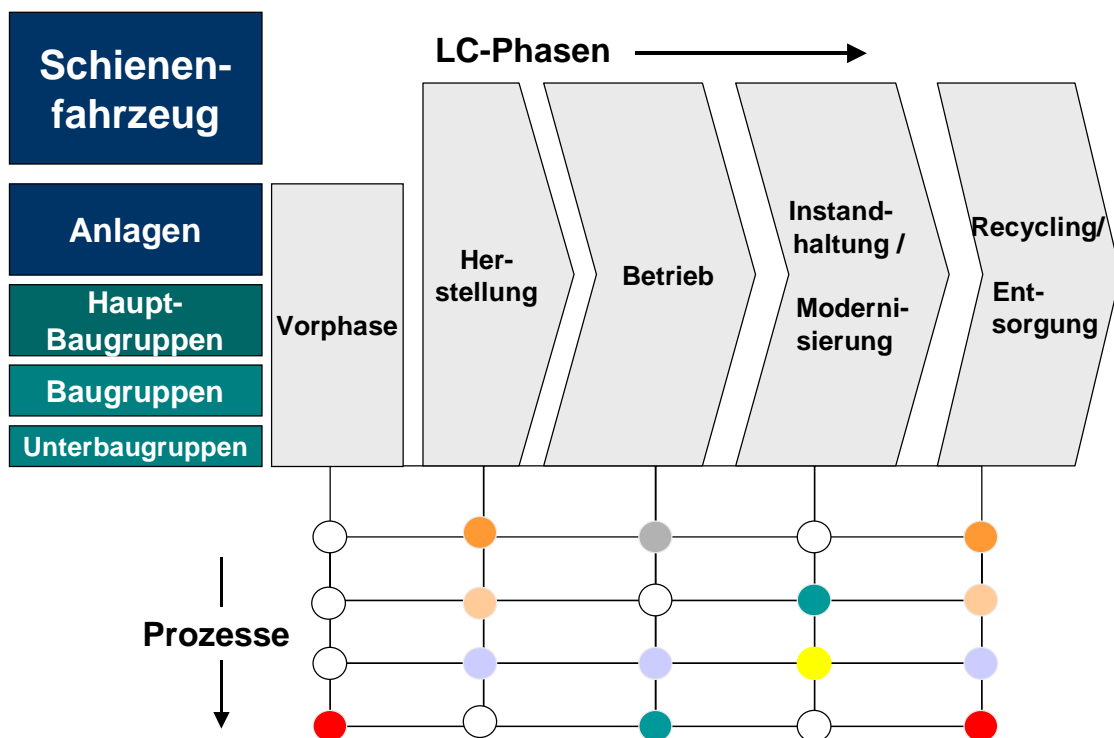 Schienen-
fahrzeug
LC-Phasen
Anlagen
Haupt-
Baugruppen
Baugruppen
Unterbaugruppen
Vorphase
Her-
stellung
Betrieb
Instand-
haltung /
Moderni-
sierung
Recycling/
Ent-
sorgung
Prozesse